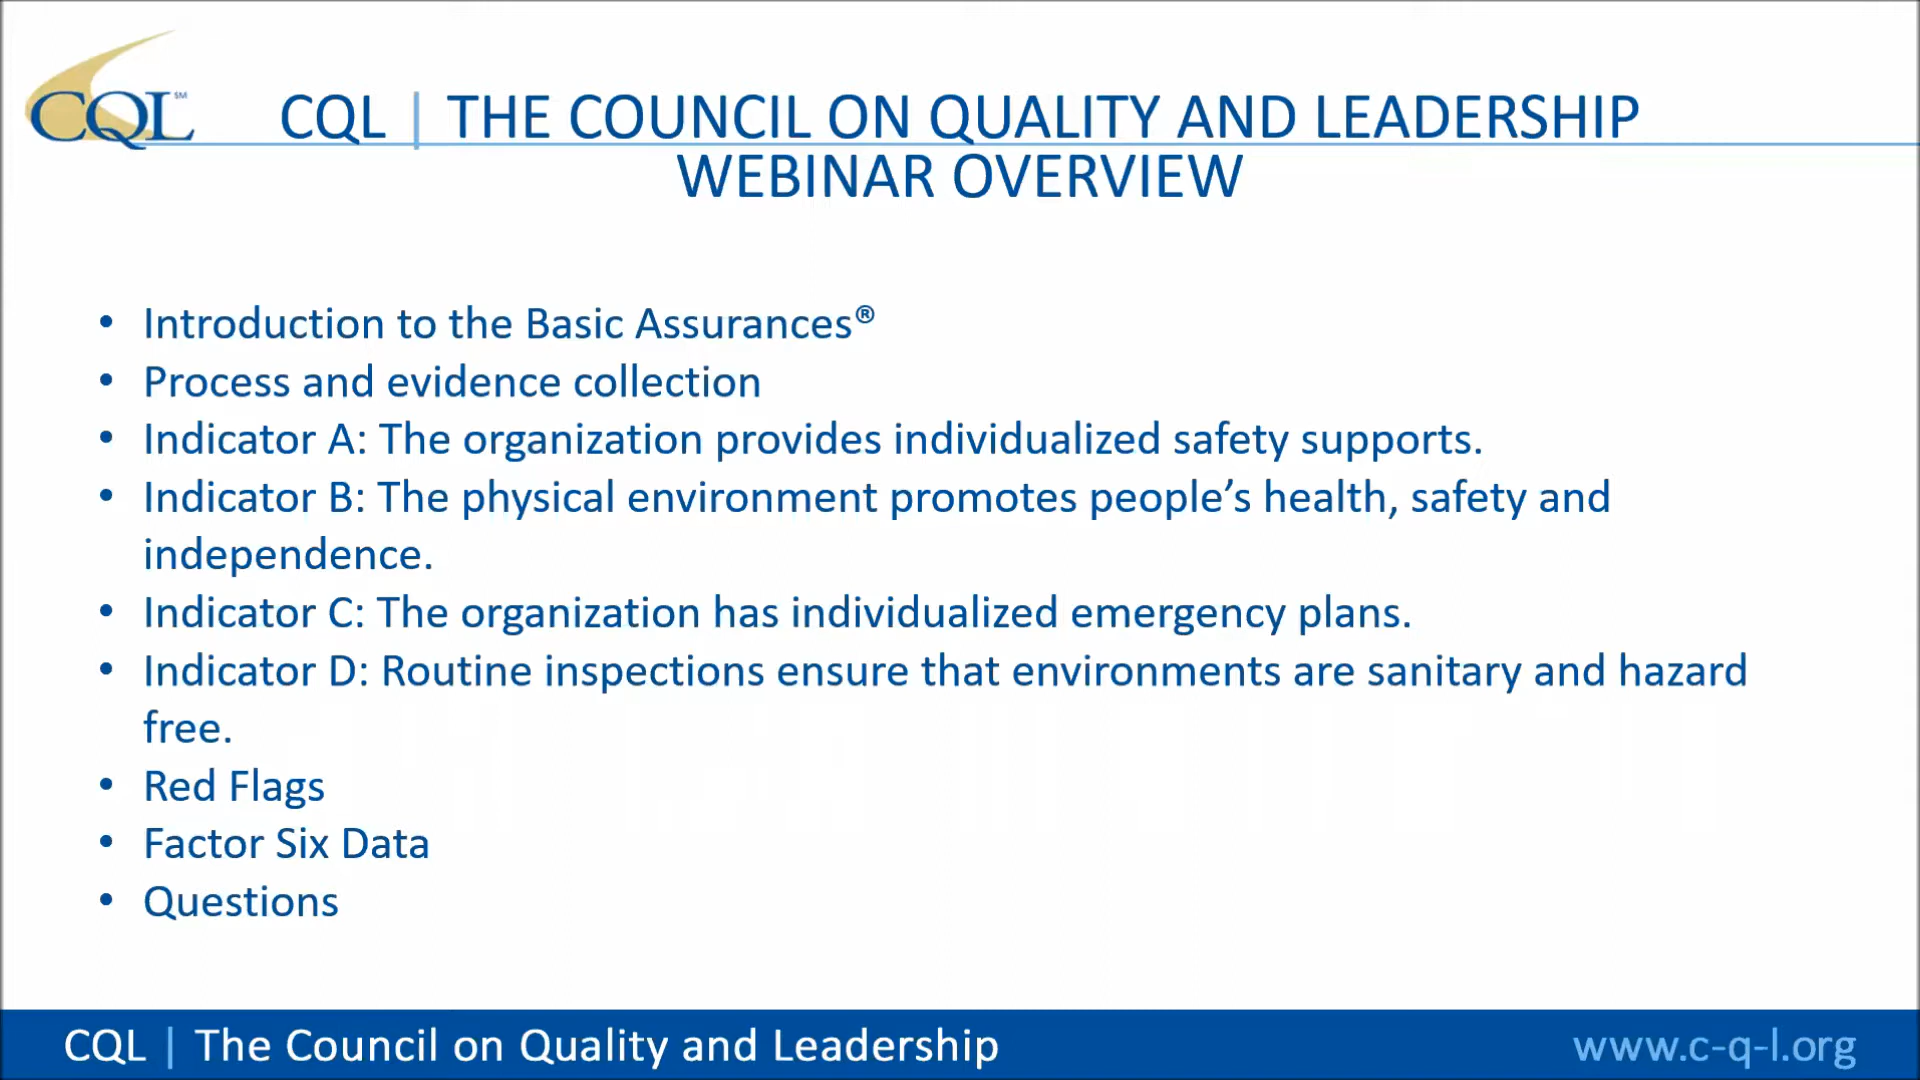 CQL SM
CQL | THE COUNCIL ON QUALITY AND LEADERSHIP
WEBINAR OVERVIEW
• Introduction to the Basic Assurances®
• Process and evidence collection
• Indicator A: The organization provides individualized safety supports.
• Indicator B: The physical environment promotes people’s health, safety and
independence.
• Indicator C: The organization has individualized emergency plans.
• Indicator D: Routine inspections ensure that environments are sanitary and hazard
free.
• Red Flags
• Factor Six Data
• Questions
CQL | The Council on Quality and Leadership
www.c-q-l.org